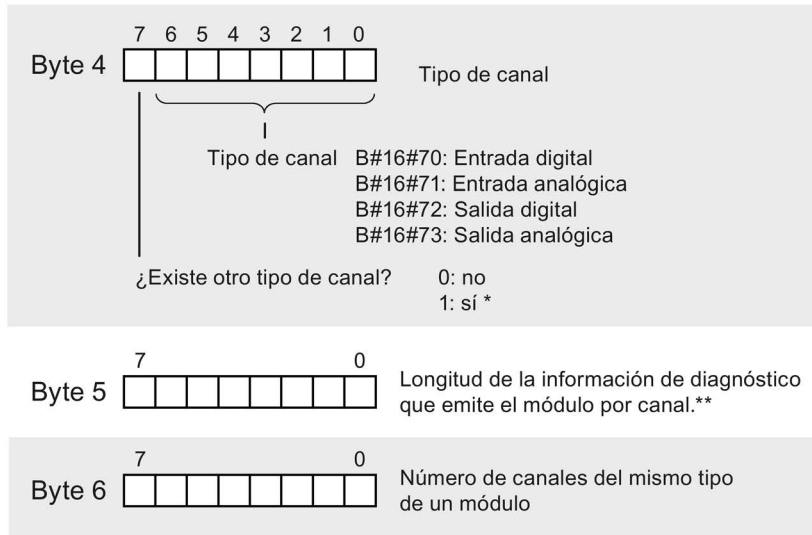 7 6 5 4 3 2 1 0
Byte 4
Tipo de canal
Tipo de canal B#16#70: Entrada digital
B#16#71: Entrada analógica
B#16#72: Salida digital
B#16#73: Salida analógica
¿Existe otro tipo de canal? 0: no
1: sí *
7 0
Byte 5
Longitud de la información de diagnóstico
que emite el módulo por canal.**
7 0
Byte 6
Número de canales del mismo tipo
de un módulo